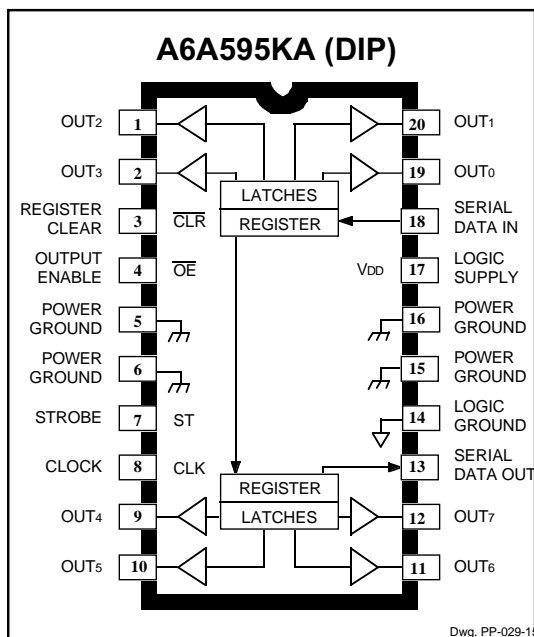 A6A595KA (DIP)
OUT₂ 1 20 OUT₁
OUT₃ 2 19 OUT₀
LATCHES
REGISTER
REGISTER
CLEAR
3 C̅L̅R̅
18 SERIAL
DATA IN
OUTPUT
ENABLE
4 O̅E̅
VDD 17 LOGIC
SUPPLY
POWER
GROUND
5
16 POWER
GROUND
POWER
GROUND
6
15 POWER
GROUND
STROBE 7 ST
14 LOGIC
GROUND
CLOCK 8 CLK
13 SERIAL
DATA OUT
REGISTER
LATCHES
OUT₄ 9 12 OUT₇
OUT₅ 10 11 OUT₆
Dwg. PP-029-15